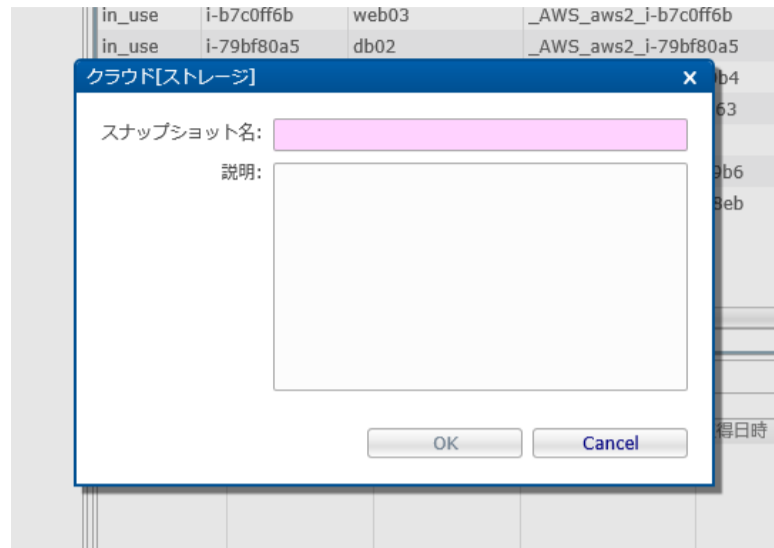 in_use i-b7c0ff6b web03 _AWS_aws2_i-b7c0ff6b
in_use i-79bf80a5 db02 _AWS_aws2_i-79bf80a5
クラウド[ストレージ] x
b4
63
スナップショット名:
説明:
9b6
8eb
得日時
OK Cancel